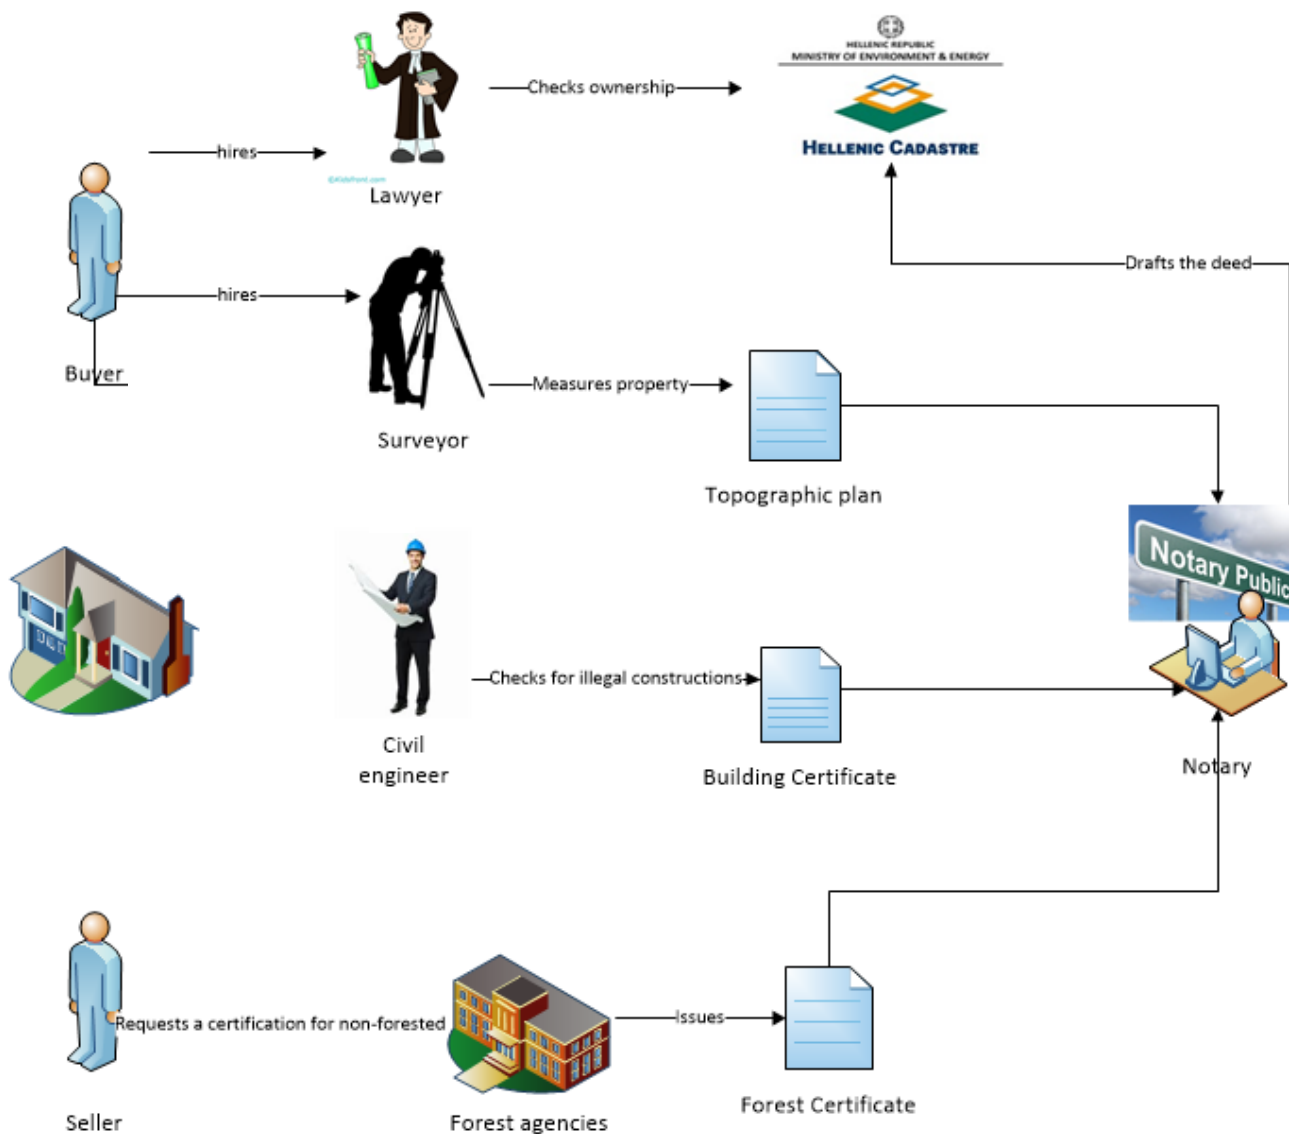 HELLENIC REPUBLIC
MINISTRY OF ENVIRONMENT & ENERGY
Checks ownership
HELLENIC CADASTRE
hires
©KidsFront.com
Lawyer
Drafts the deed
hires
Buyer
Measures property
Surveyor
Topographic plan
Notary Public
Checks for illegal constructions
Civil
engineer
Building Certificate
Notary
Requests a certification for non-forested
Issues
Seller
Forest agencies
Forest Certificate